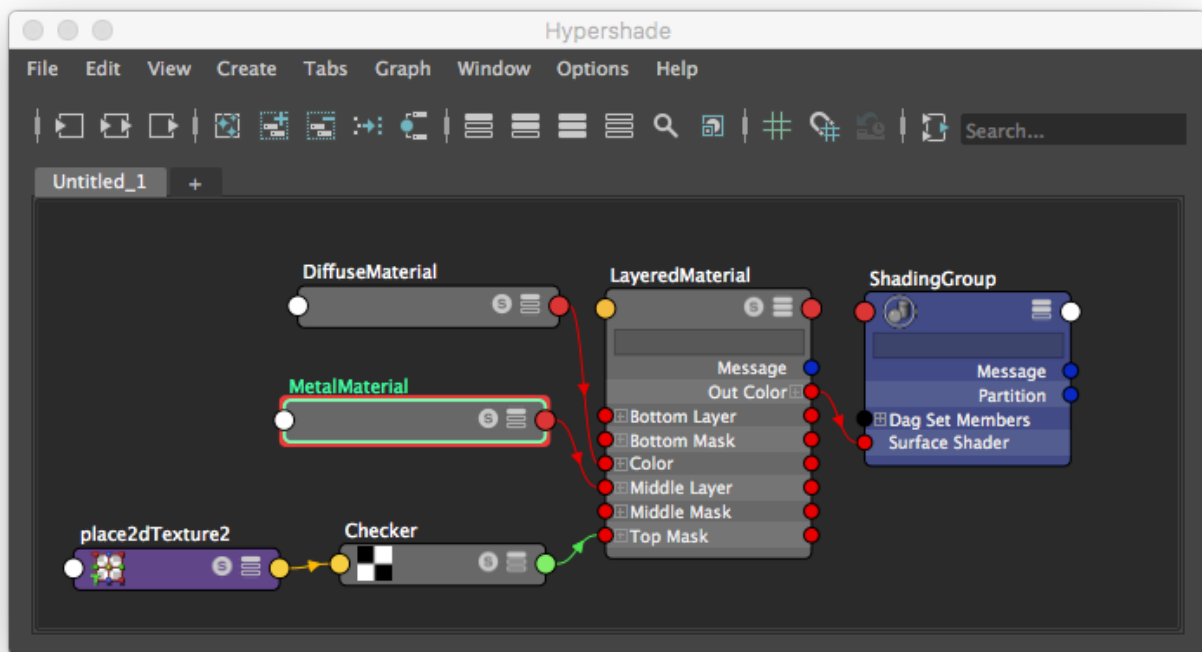 Hypershade
File Edit View Create Tabs Graph Window Options Help
Search...
Untitled_1 +
DiffuseMaterial
S
MetalMaterial
S
place2dTexture2
S
Checker
S
LayeredMaterial
S
Message
Out Color
Bottom Layer
Bottom Mask
Color
Middle Layer
Middle Mask
Top Mask
ShadingGroup
Message
Partition
Dag Set Members
Surface Shader